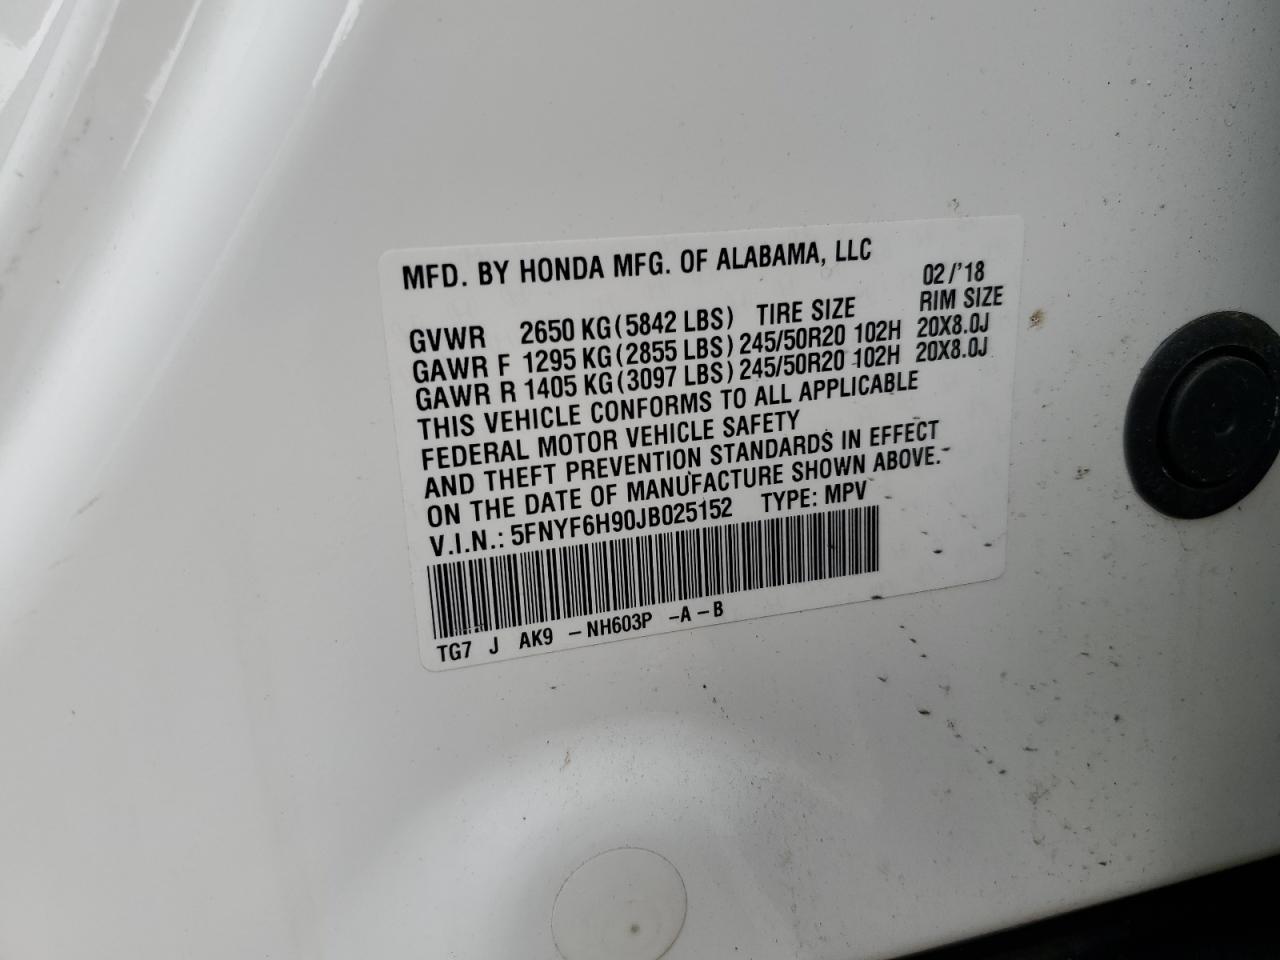 MFD. BY HONDA MFG. OF ALABAMA, LLC
02/'18
GVWR 2650 KG(5842 LBS) TIRE SIZE RIM SIZE
GAWR F 1295 KG(2855 LBS) 245/50R20 102H 20X8.0J
GAWR R 1405 KG(3097 LBS) 245/50R20 102H 20X8.0J
THIS VEHICLE CONFORMS TO ALL APPLICABLE
FEDERAL MOTOR VEHICLE SAFETY
AND THEFT PREVENTION STANDARDS IN EFFECT
ON THE DATE OF MANUFACTURE SHOWN ABOVE.
V.I.N.: 5FNYF6H90JB025152 TYPE: MPV
TG7 J AK9 -NH603P -A-B